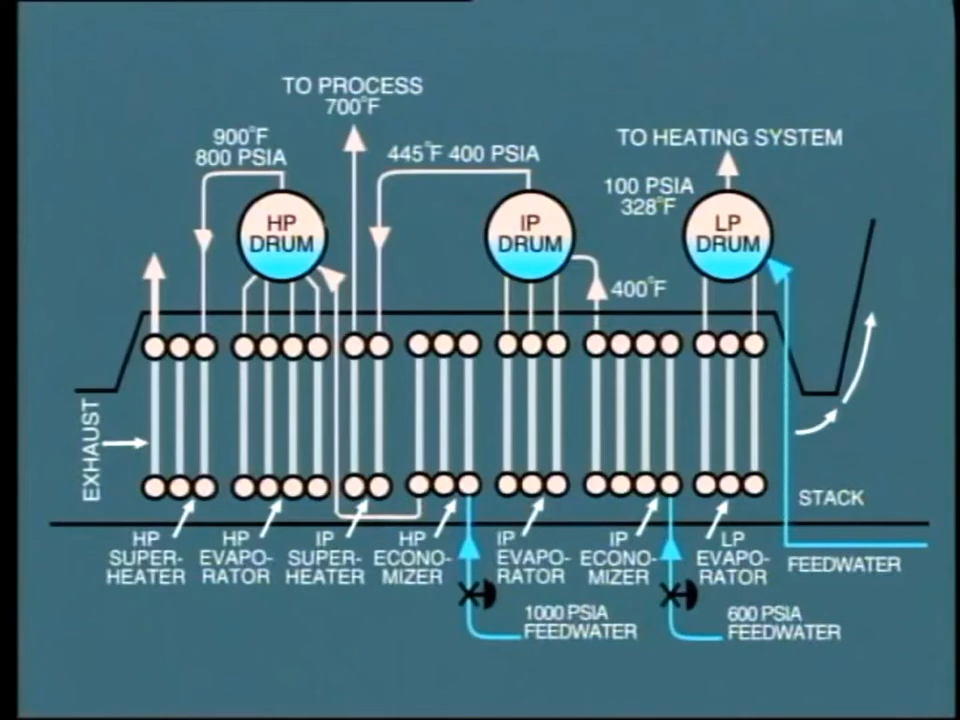 TO PROCESS
700°F
900°F
800 PSIA
445°F 400 PSIA
TO HEATING SYSTEM
100 PSIA
328°F
HP
DRUM
IP
DRUM
LP
DRUM
400°F
EXHAUST
STACK
HP
SUPER-
HEATER
HP
EVAPO-
RATOR
IP
SUPER-
HEATER
HP
ECONO-
MIZER
IP
EVAPO-
RATOR
IP
ECONO-
MIZER
LP
EVAPO-
RATOR
FEEDWATER
1000 PSIA
FEEDWATER
600 PSIA
FEEDWATER